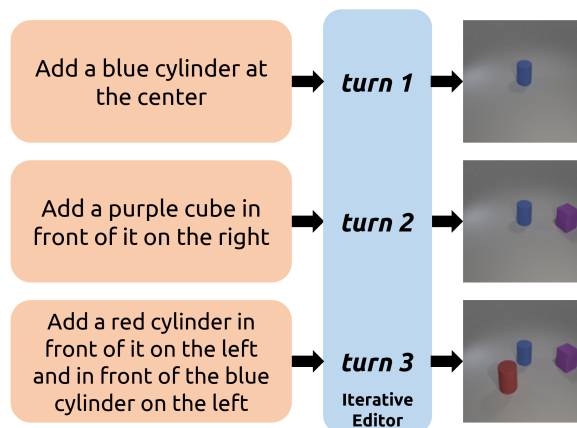 Add a blue cylinder at
the center
turn 1
Add a purple cube in
front of it on the right
turn 2
Add a red cylinder in
front of it on the left
and in front of the blue
cylinder on the left
turn 3
Iterative
Editor